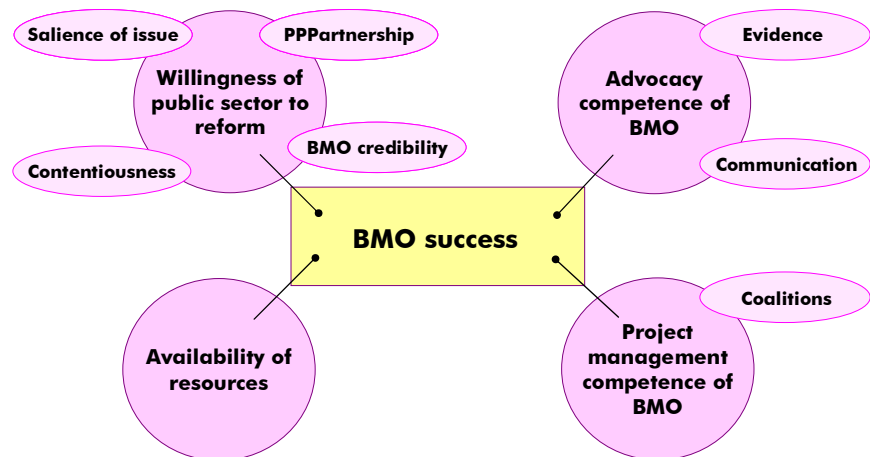 Salience of issue
PPPartnership
Willingness of
public sector to
reform
BMO credibility
Contentiousness
Evidence
Advocacy
competence of
BMO
Communication
BMO success
Availability of
resources
Coalitions
Project
management
competence of
BMO